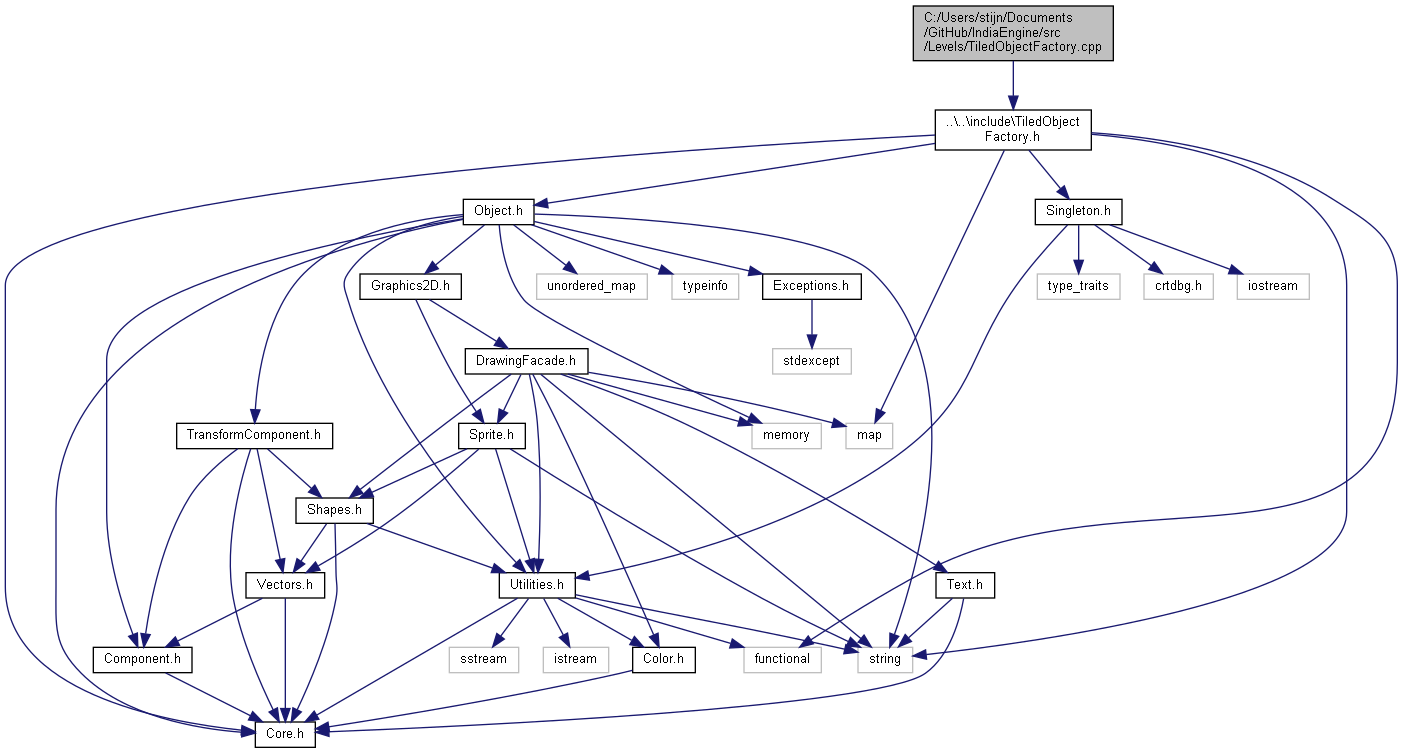 C:/Users/stijn/Documents
/GitHub/IndiaEngine/src
/Levels/TiledObjectFactory.cpp
..\..\include\TiledObject
Factory.h
Object.h
Singleton.h
Graphics2D.h
unordered_map
typeinfo
Exceptions.h
type_traits
crtdbg.h
iostream
DrawingFacade.h
stdexcept
TransformComponent.h
Sprite.h
memory
map
Shapes.h
Vectors.h
Utilities.h
Text.h
Component.h
sstream
istream
Color.h
functional
string
Core.h